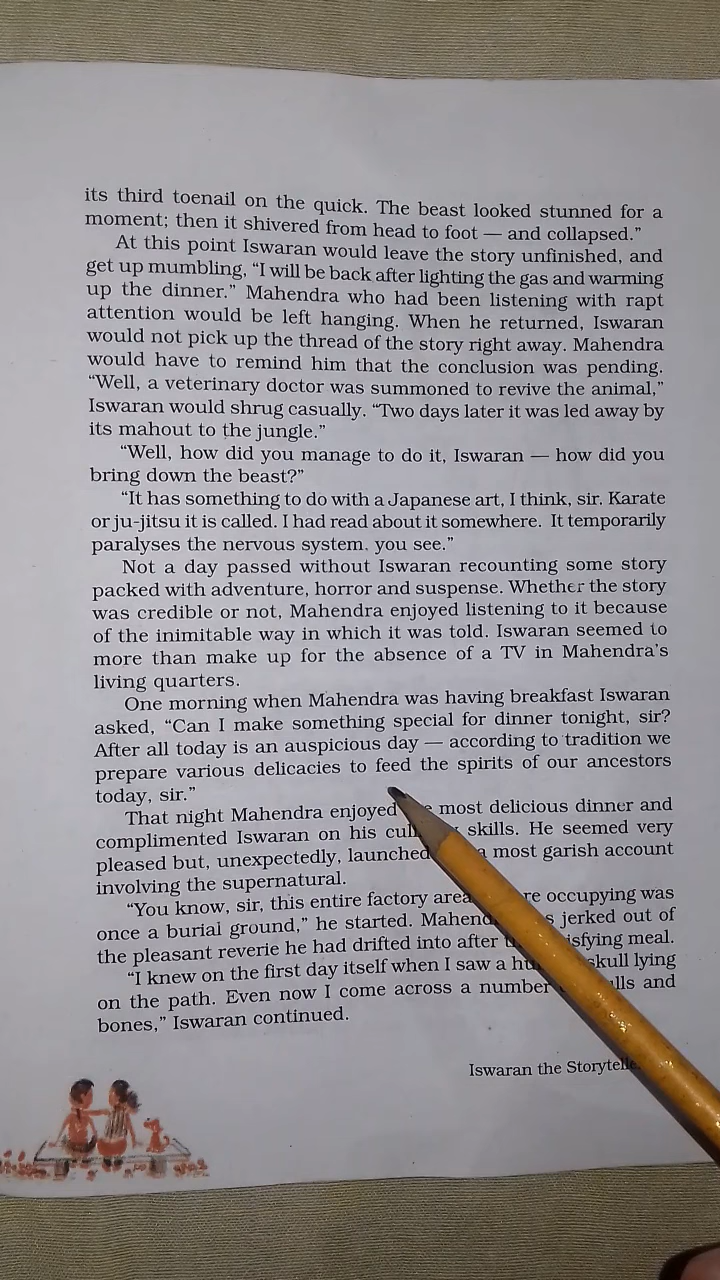 its third toenail on the quick. The beast looked stunned for a
moment; then it shivered from head to foot — and collapsed.”
At this point Iswaran would leave the story unfinished, and
get up mumbling, “I will be back after lighting the gas and warming
up the dinner.” Mahendra who had been listening with rapt
attention would be left hanging. When he returned, Iswaran
would not pick up the thread of the story right away. Mahendra
would have to remind him that the conclusion was pending.
“Well, a veterinary doctor was summoned to revive the animal,”
Iswaran would shrug casually. “Two days later it was led away by
its mahout to the jungle.”
“Well, how did you manage to do it, Iswaran — how did you
bring down the beast?”
“It has something to do with a Japanese art, I think, sir. Karate
or ju-jitsu it is called. I had read about it somewhere. It temporarily
paralyses the nervous system, you see.”
Not a day passed without Iswaran recounting some story
packed with adventure, horror and suspense. Whether the story
was credible or not, Mahendra enjoyed listening to it because
of the inimitable way in which it was told. Iswaran seemed to
more than make up for the absence of a TV in Mahendra’s
living quarters.
One morning when Mahendra was having breakfast Iswaran
asked, “Can I make something special for dinner tonight, sir?
After all today is an auspicious day — according to tradition we
prepare various delicacies to feed the spirits of our ancestors
today, sir.”
That night Mahendra enjoyed most delicious dinner and
complimented Iswaran on his skills. He seemed very
pleased but, unexpectedly, launched a most garish account
involving the supernatural.
“You know, sir, this entire factory area occupying was
once a burial ground,” he started. jerked out of
the pleasant reverie he had drifted into after meal.
“I knew on the first day itself when I saw a skull lying
on the path. Even now I come across a number and
bones,” Iswaran continued.
Iswaran the